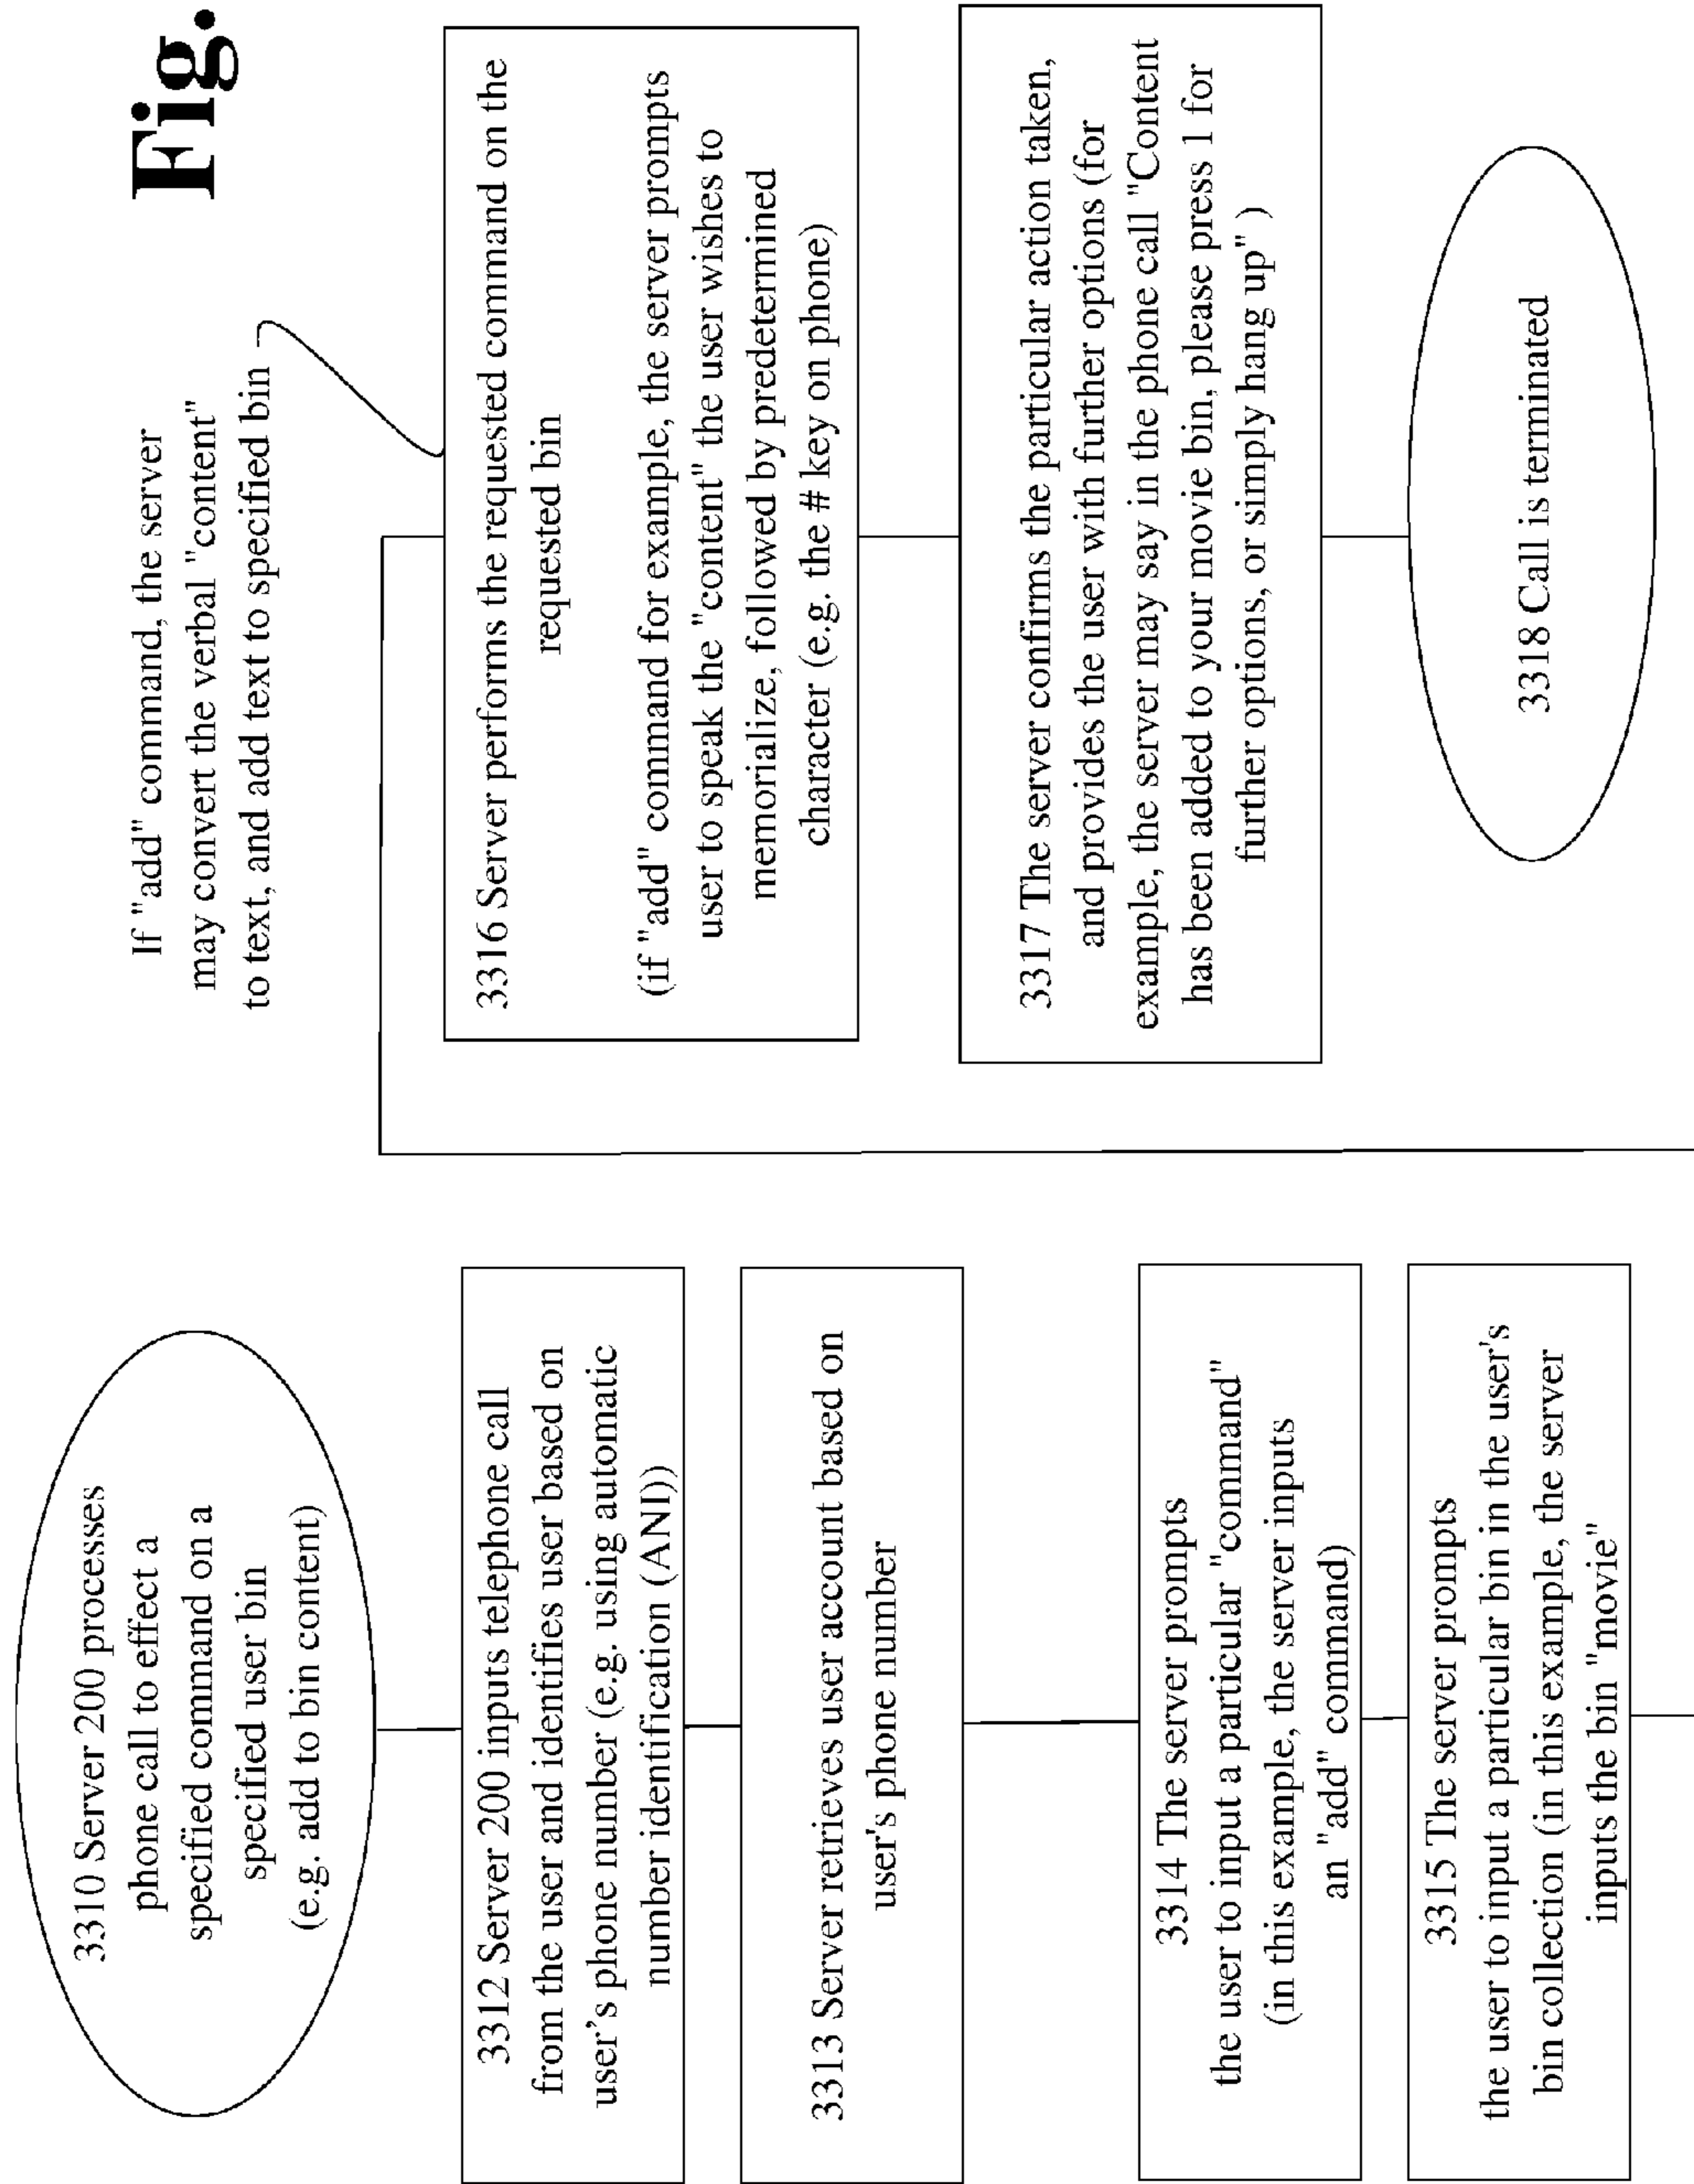 Fig.
3310 Server 200 processes
phone call to effect a
specified command on a
specified user bin
(e.g. add to bin content)
3312 Server 200 inputs telephone call
from the user and identifies user based on
user's phone number (e.g. using automatic
number identification (ANI))
3313 Server retrieves user account based on
user's phone number
3314 The server prompts
the user to input a particular "command"
(in this example, the server inputs
an "add" command)
3315 The server prompts
the user to input a particular bin in the user's
bin collection (in this example, the server
inputs the bin "movie"
If "add" command, the server
may convert the verbal "content"
to text, and add text to specified bin
3316 Server performs the requested command on the
requested bin
(if "add" command for example, the server prompts
user to speak the "content" the user wishes to
memorialize, followed by predetermined
character (e.g. the # key on phone)
3317 The server confirms the particular action taken,
and provides the user with further options (for
example, the server may say in the phone call "Content
has been added to your movie bin, please press 1 for
further options, or simply hang up" )
3318 Call is terminated